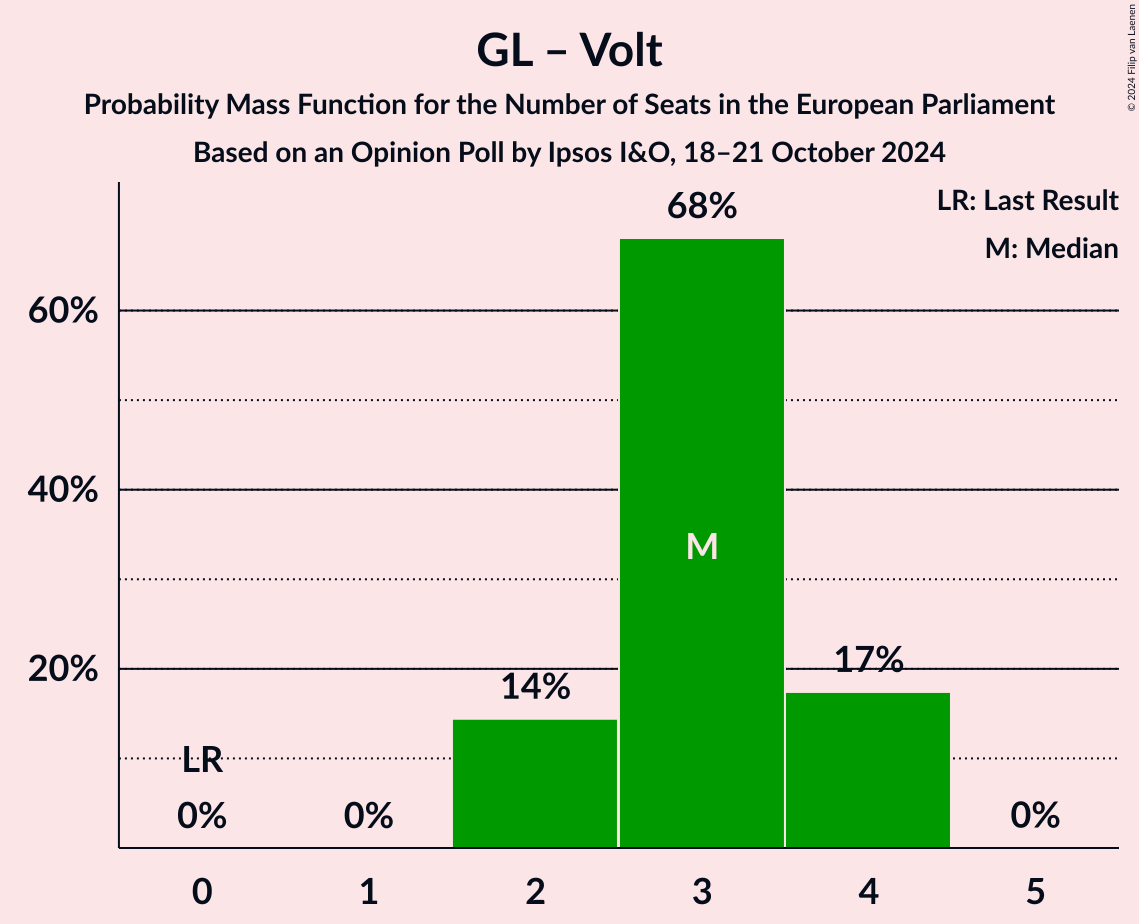 GL – Volt
Probability Mass Function for the Number of Seats in the European Parliament
Based on an Opinion Poll by Ipsos I&O, 18–21 October 2024
© 2024 Filip van Laenen
LR: Last Result
M: Median
68%
60%
40%
M
20%
14%
17%
LR
0%
0%
0%
0 1 2 3 4 5